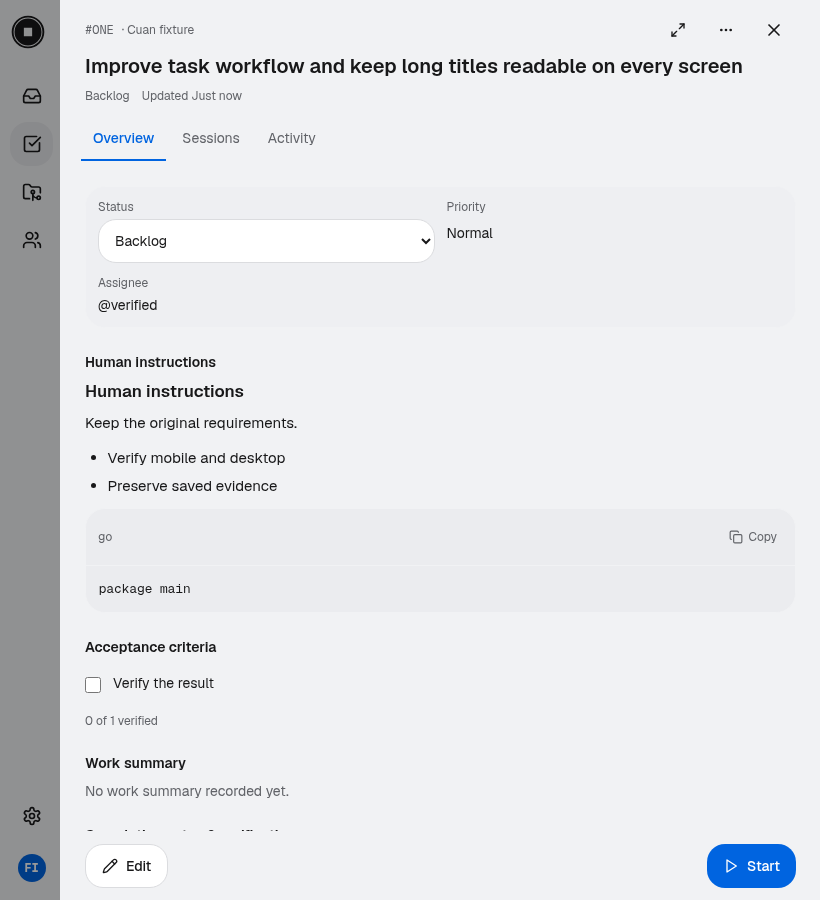 #ONE · Cuan fixture
Improve task workflow and keep long titles readable on every screen
Backlog Updated Just now
Overview Sessions Activity
Status
Backlog
Priority
Normal
Assignee
@verified
Human instructions
Human instructions
Keep the original requirements.
Verify mobile and desktop
Preserve saved evidence
go
Copy
package main
Acceptance criteria
Verify the result
0 of 1 verified
Work summary
No work summary recorded yet.
Edit
Start
FI